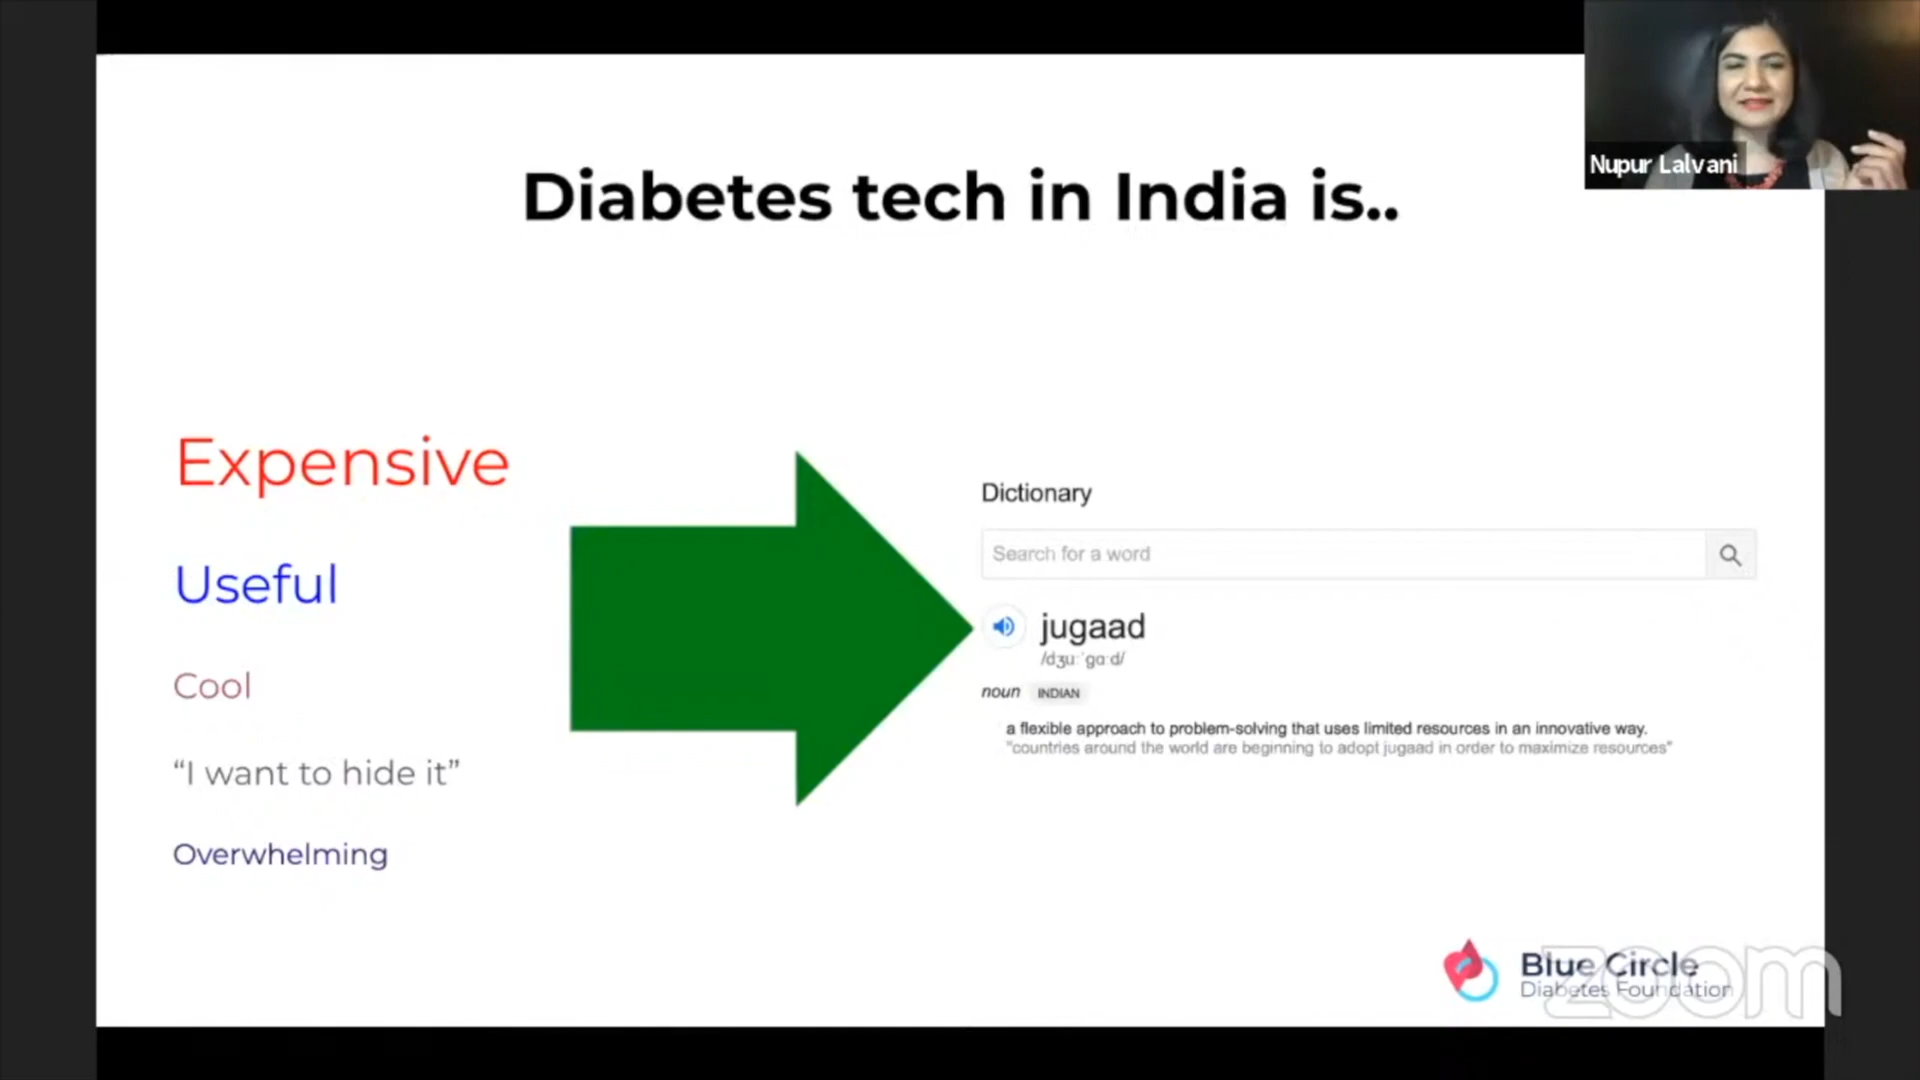 Nupur Lalvani
Diabetes tech in India is..
Expensive
Useful
Cool
“I want to hide it”
Overwhelming
Dictionary
Search for a word
jugaad
/dʒuːˈɡɑːd/
noun INDIAN
a flexible approach to problem-solving that uses limited resources in an innovative way.
"countries around the world are beginning to adopt jugaad in order to maximize resources"
Blue Circle
Diabetes Foundation
zoom